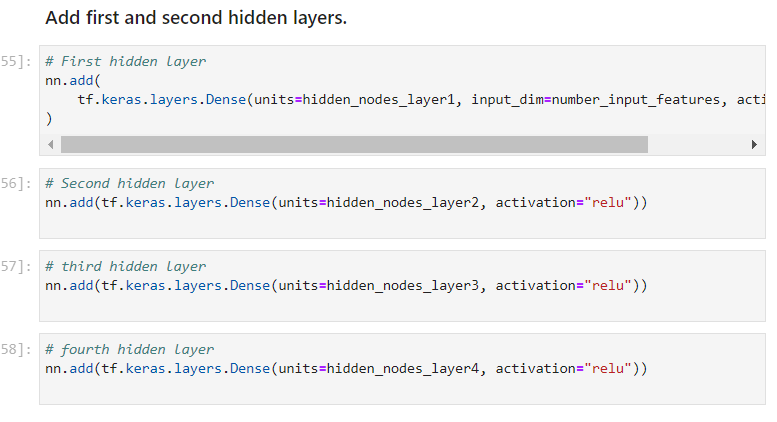 Add first and second hidden layers.
55]:
# First hidden layer
nn.add(
    tf.keras.layers.Dense(units=hidden_nodes_layer1, input_dim=number_input_features, acti
)
56]:
# Second hidden layer
nn.add(tf.keras.layers.Dense(units=hidden_nodes_layer2, activation="relu"))
57]:
# third hidden layer
nn.add(tf.keras.layers.Dense(units=hidden_nodes_layer3, activation="relu"))
58]:
# fourth hidden layer
nn.add(tf.keras.layers.Dense(units=hidden_nodes_layer4, activation="relu"))